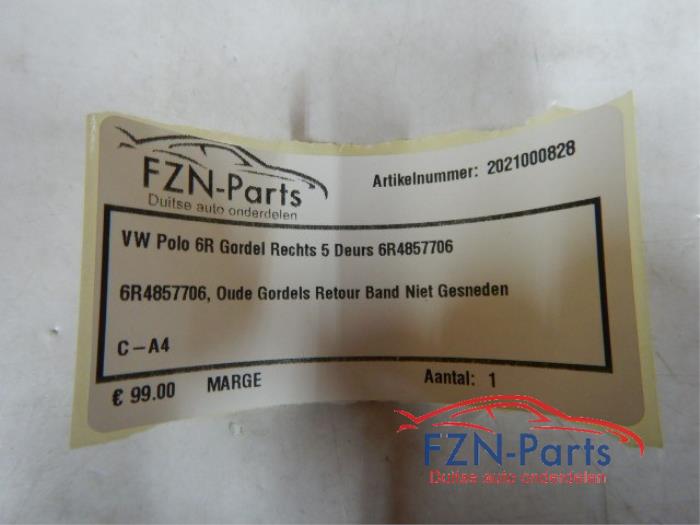 FZN-Parts
Duitse auto onderdelen
Artikelnummer: 2021000828
VW Polo 6R Gordel Rechts 5 Deurs 6R4857706
6R4857706, Oude Gordels Retour Band Niet Gesneden
C-A4
€ 99.00 MARGE Aantal: 1
FZN-Parts
Duitse auto onderdelen